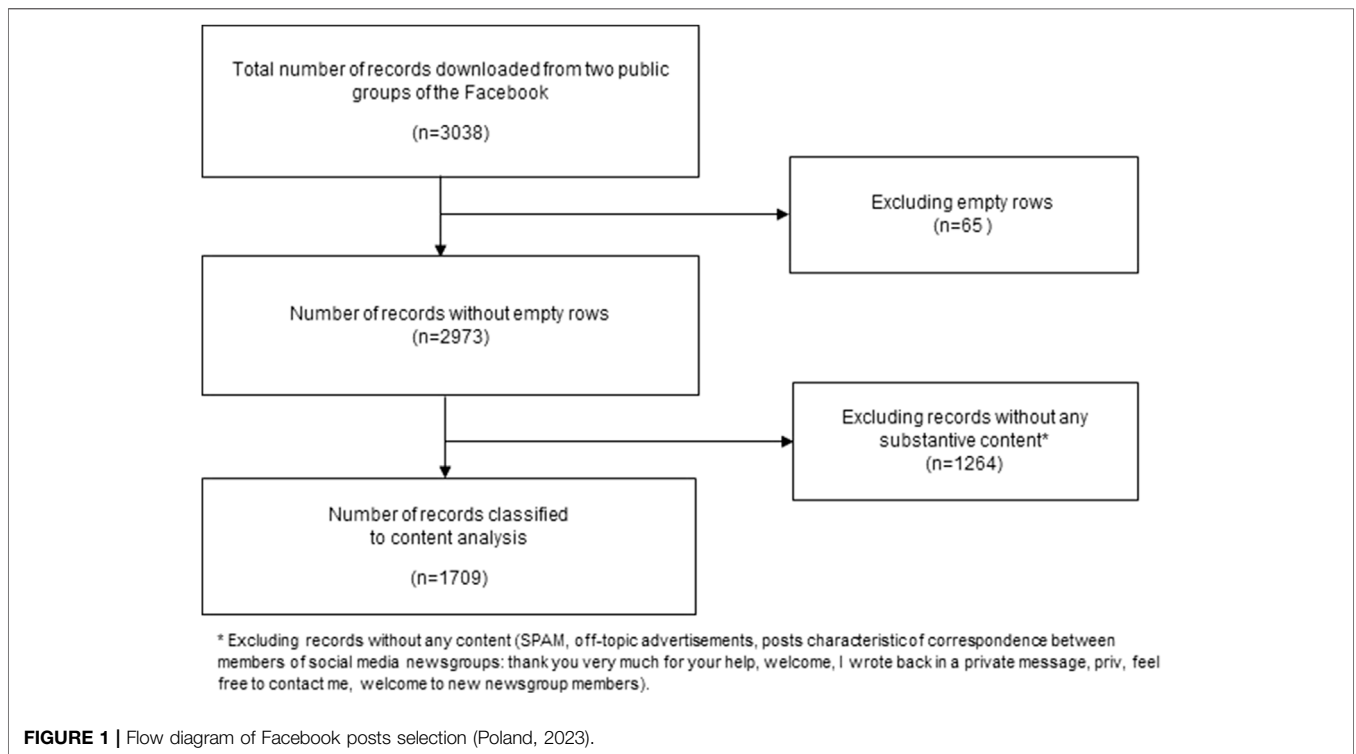 Total number of records downloaded from two public
groups of the Facebook
(n=3038)
Excluding empty rows
(n=65 )
Number of records without empty rows
(n=2973)
Excluding records without any
substantive content*
(n=1264)
Number of records classified
to content analysis
(n=1709)
* Excluding records without any content (SPAM, off-topic advertisements, posts characteristic of correspondence between
members of social media newsgroups: thank you very much for your help, welcome, I wrote back in a private message, priv, feel
free to contact me, welcome to new newsgroup members).
FIGURE 1 | Flow diagram of Facebook posts selection (Poland, 2023).